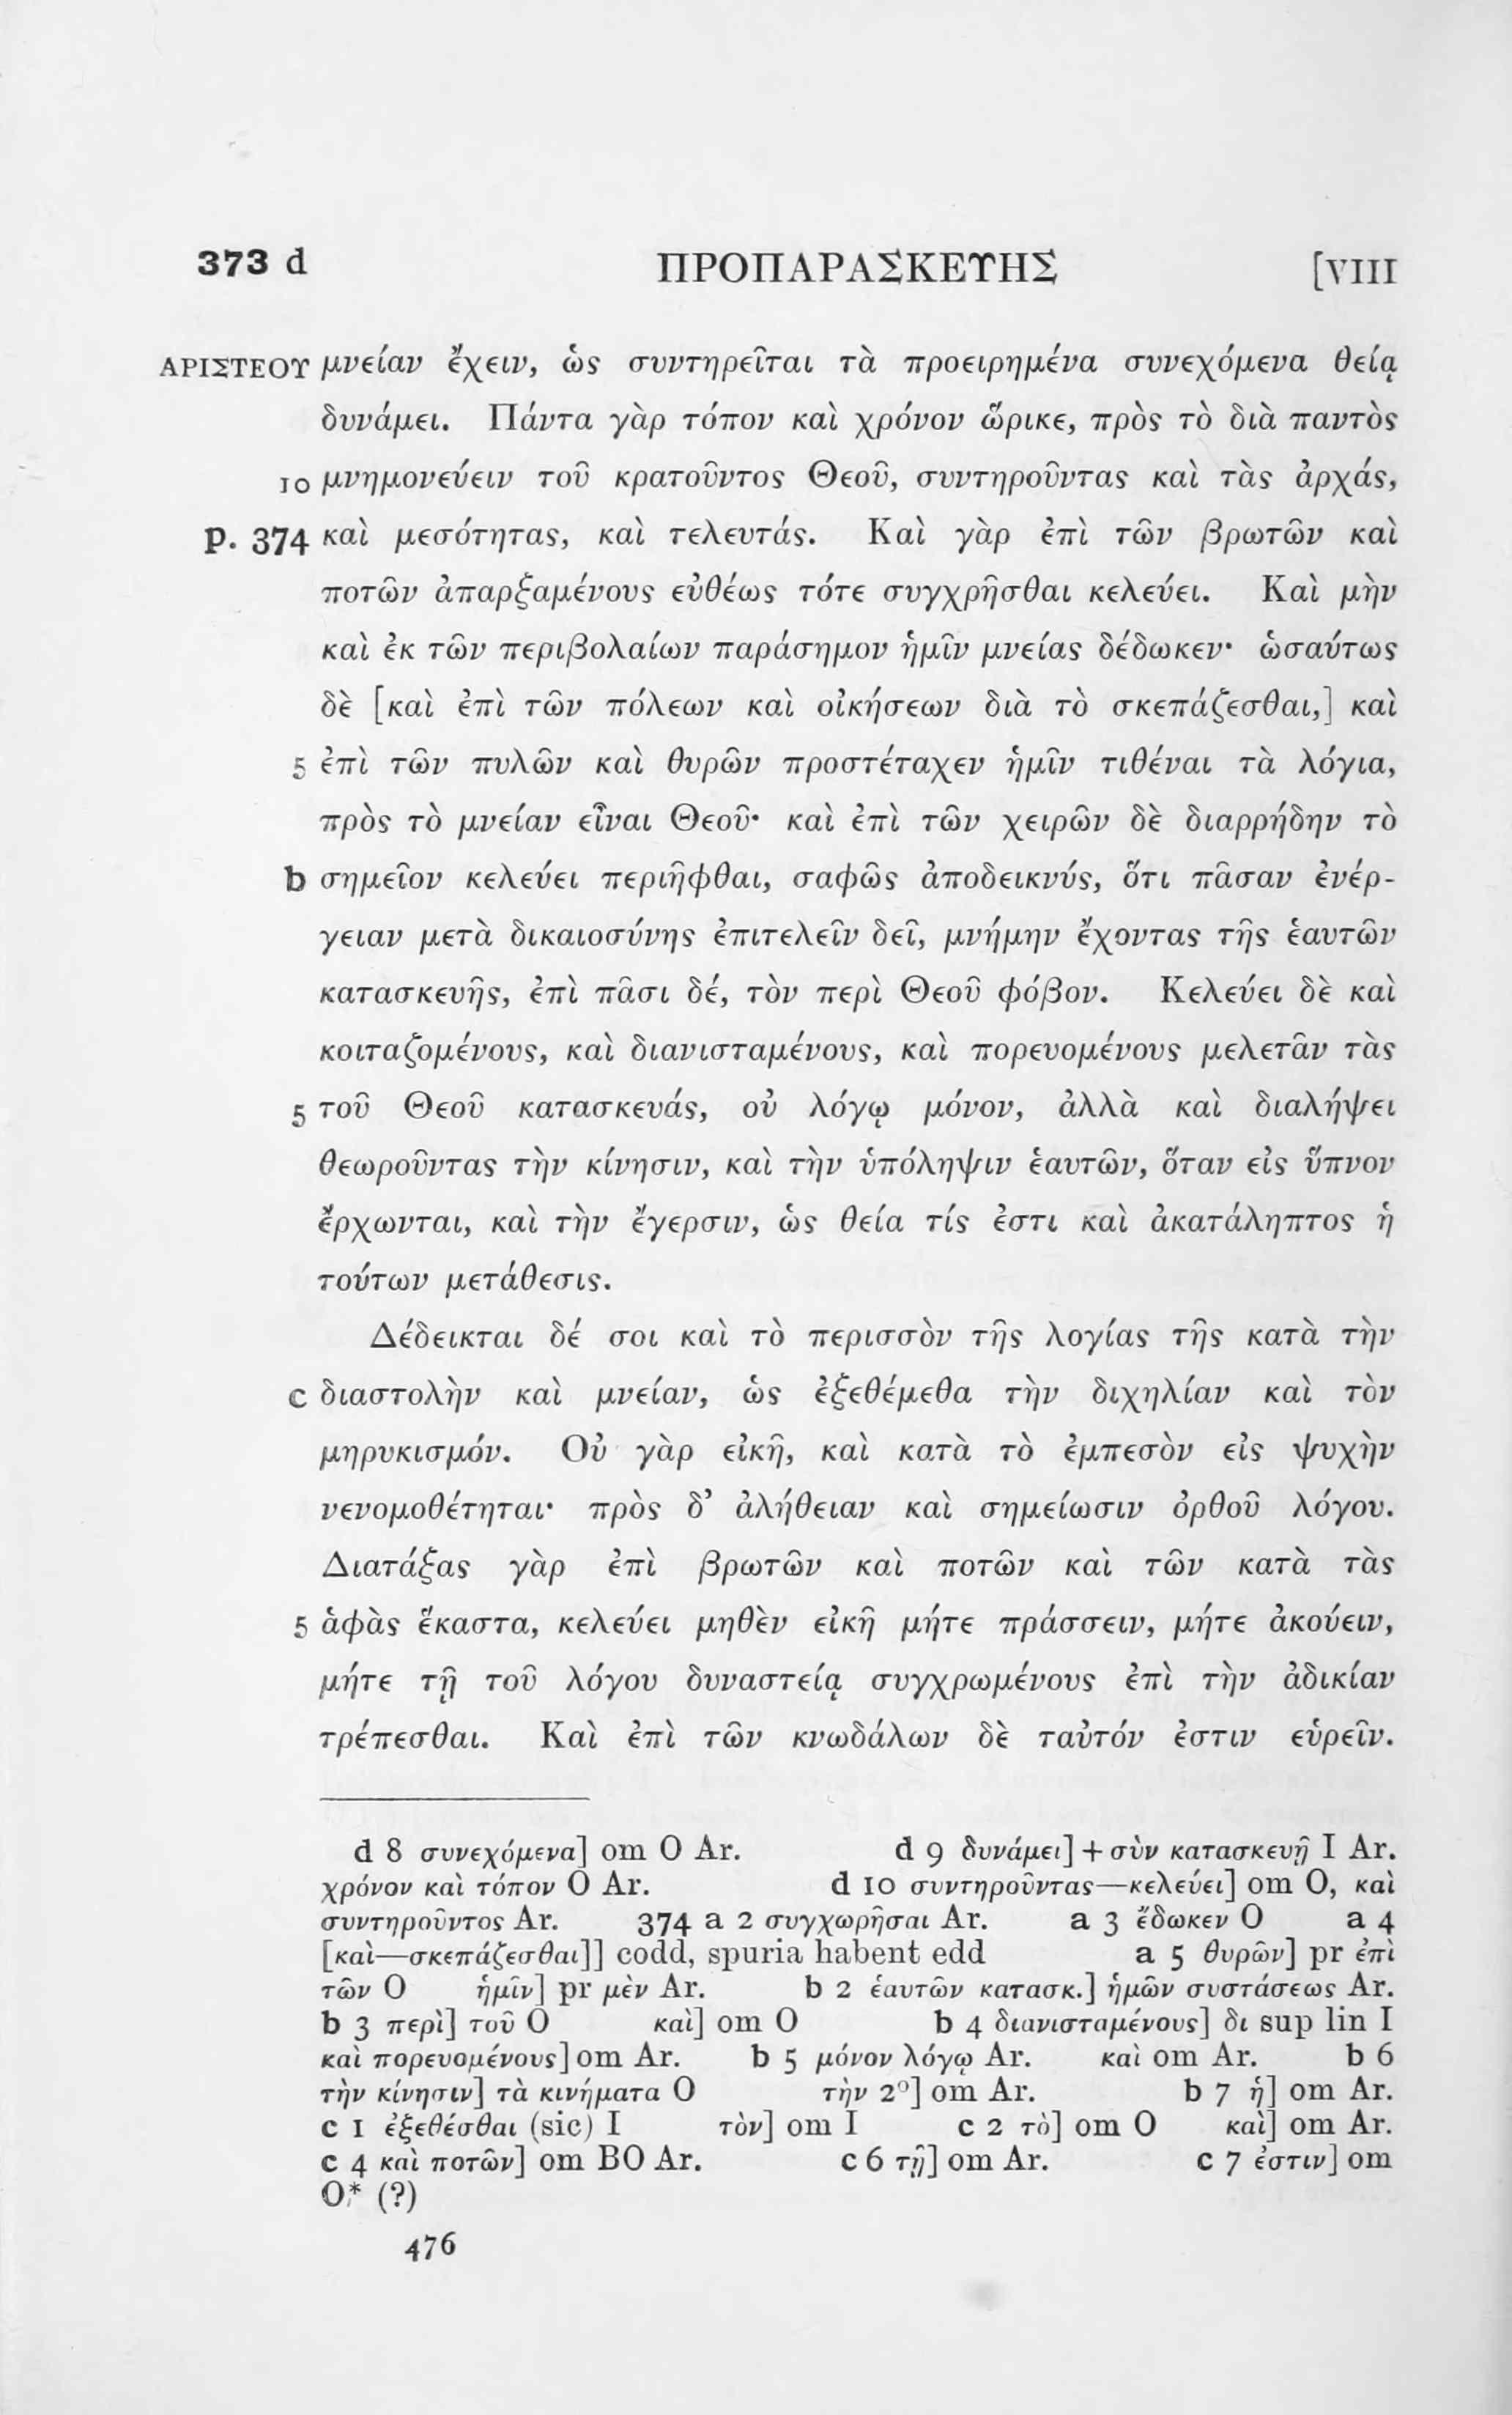 373 d ΠΡΟΠΑΡΑΣΚΕΥΗΣ [VIII
ΑΡΙΣΤΕΟΥ μνείαν ἔχειν, ὡς συντηρεῖται τὰ προειρημένα συνεχόμενα θείᾳ
δυνάμει. Πάντα γὰρ τόπον καὶ χρόνον ὥρικε, πρὸς τὸ διὰ παντὸς
10 μνημονεύειν τοῦ κρατοῦντος Θεοῦ, συντηροῦντας καὶ τὰς ἀρχάς,
p. 374 καὶ μεσότητας, καὶ τελευτάς. Καὶ γὰρ ἐπὶ τῶν βρωτῶν καὶ
ποτῶν ἀπαρξαμένους εὐθέως τότε συγχρῆσθαι κελεύει. Καὶ μὴν
καὶ ἐκ τῶν περιβολαίων παράσημον ἡμῖν μνείας δέδωκεν· ὡσαύτως
δὲ [καὶ ἐπὶ τῶν πόλεων καὶ οἰκήσεων διὰ τὸ σκεπάζεσθαι,] καὶ
5 ἐπὶ τῶν πυλῶν καὶ θυρῶν προστέταχεν ἡμῖν τιθέναι τὰ λόγια,
πρὸς τὸ μνείαν εἶναι Θεοῦ· καὶ ἐπὶ τῶν χειρῶν δὲ διαρρήδην τὸ
b σημεῖον κελεύει περιῆφθαι, σαφῶς ἀποδεικνύς, ὅτι πᾶσαν ἐνέρ-
γειαν μετὰ δικαιοσύνης ἐπιτελεῖν δεῖ, μνήμην ἔχοντας τῆς ἑαυτῶν
κατασκευῆς, ἐπὶ πᾶσι δέ, τὸν περὶ Θεοῦ φόβον. Κελεύει δὲ καὶ
κοιταζομένους, καὶ διανισταμένους, καὶ πορευομένους μελετᾶν τὰς
5 τοῦ Θεοῦ κατασκευάς, οὐ λόγῳ μόνον, ἀλλὰ καὶ διαλήψει
θεωροῦντας τὴν κίνησιν, καὶ τὴν ὑπόληψιν ἑαυτῶν, ὅταν εἰς ὕπνον
ἔρχωνται, καὶ τὴν ἔγερσιν, ὡς θεία τίς ἐστι καὶ ἀκατάληπτος ἡ
τούτων μετάθεσις.
Δέδεικται δέ σοι καὶ τὸ περισσὸν τῆς λογίας τῆς κατὰ τὴν
c διαστολὴν καὶ μνείαν, ὡς ἐξεθέμεθα τὴν διχηλίαν καὶ τὸν
μηρυκισμόν. Οὐ γὰρ εἰκῆ, καὶ κατὰ τὸ ἐμπεσὸν εἰς ψυχὴν
νενομοθέτηται· πρὸς δ’ ἀλήθειαν καὶ σημείωσιν ὀρθοῦ λόγου.
Διατάξας γὰρ ἐπὶ βρωτῶν καὶ ποτῶν καὶ τῶν κατὰ τὰς
5 ἁφὰς ἕκαστα, κελεύει μηθὲν εἰκῆ μήτε πράσσειν, μήτε ἀκούειν,
μήτε τῇ τοῦ λόγου δυναστείᾳ συγχρωμένους ἐπὶ τὴν ἀδικίαν
τρέπεσθαι. Καὶ ἐπὶ τῶν κνωδάλων δὲ ταὐτόν ἐστιν εὑρεῖν.
d 8 συνεχόμενα] om O Ar. d 9 δυνάμει] + σὺν κατασκευῇ I Ar.
χρόνον καὶ τόπον O Ar. d 10 συντηροῦντας—κελεύει] om O, καὶ
συντηροῦντος Ar. 374 a 2 συγχωρῆσαι Ar. a 3 ἔδωκεν O a 4
[καὶ—σκεπάζεσθαι]] codd, spuria habent edd a 5 θυρῶν] pr ἐπὶ
τῶν O ἡμῖν] pr μὲν Ar. b 2 ἑαυτῶν κατασκ.] ἡμῶν συστάσεως Ar.
b 3 περὶ] τοῦ O καὶ] om O b 4 διανισταμένους] δι sup lin I
καὶ πορευομένους] om Ar. b 5 μόνον λόγῳ Ar. καὶ om Ar. b 6
τὴν κίνησιν] τὰ κινήματα O τὴν 2º] om Ar. b 7 ἡ] om Ar.
c 1 ἐξεθέσθαι (sic) I τὸν] om I c 2 τὸ] om O καὶ] om Ar.
c 4 καὶ ποτῶν] om BO Ar. c 6 τῇ] om Ar. c 7 ἐστιν] om
O* (?)
476